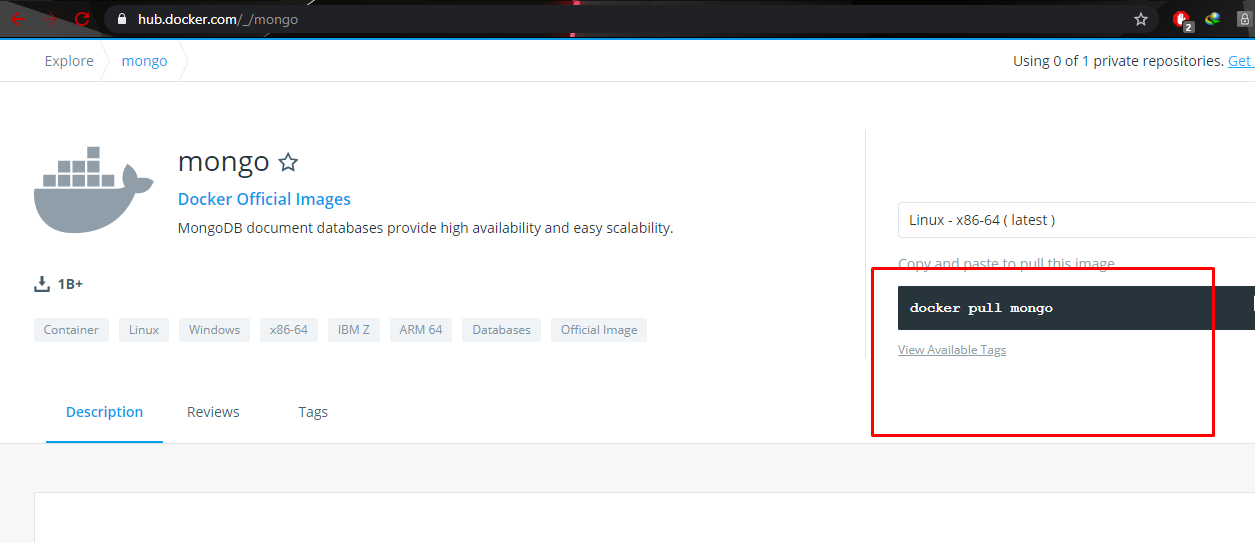 hub.docker.com/_/mongo
2
Explore
mongo
Using 0 of 1 private repositories. Get
mongo
Docker Official Images
MongoDB document databases provide high availability and easy scalability.
1B+
Container
Linux
Windows
x86-64
IBM Z
ARM 64
Databases
Official Image
Linux - x86-64 ( latest )
Copy and paste to pull this image
docker pull mongo
View Available Tags
Description
Reviews
Tags